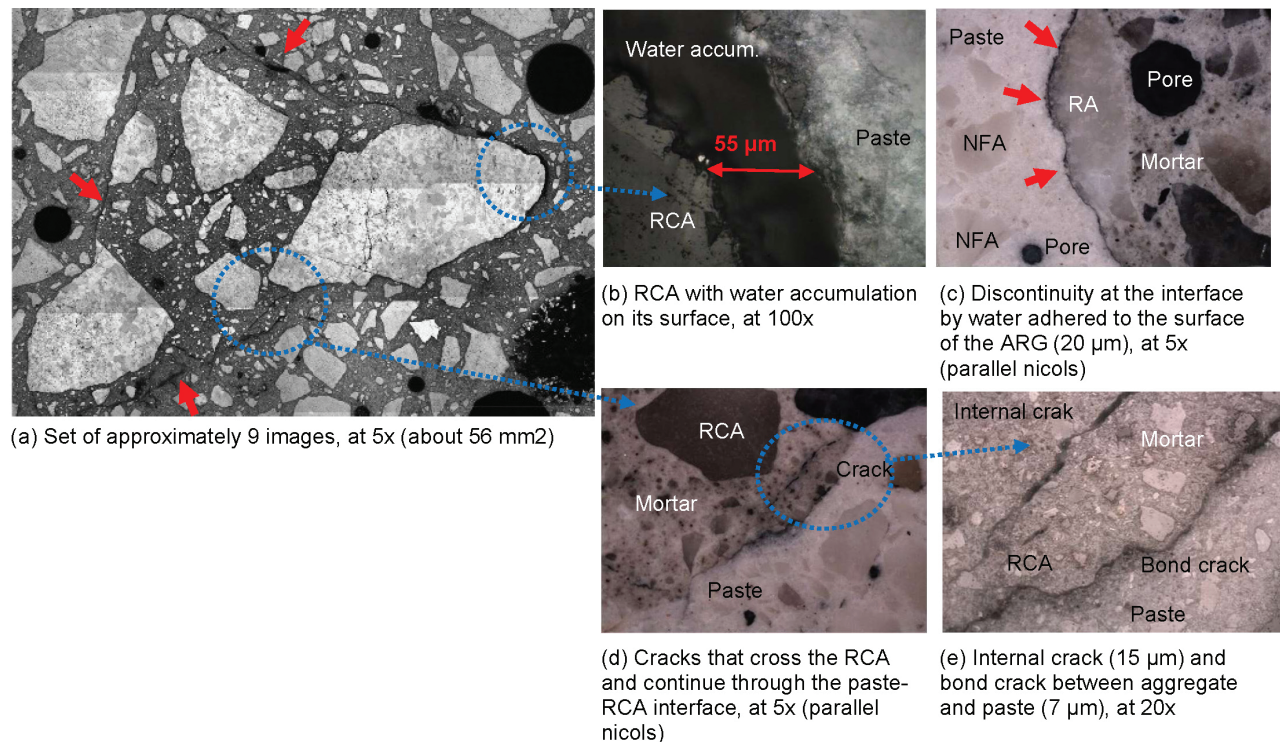 (a) Set of approximately 9 images, at 5x (about 56 mm2)
Water accum.
55 µm
Paste
RCA
(b) RCA with water accumulation
on its surface, at 100x
Paste
Pore
RA
NFA
Mortar
NFA
Pore
(c) Discontinuity at the interface
by water adhered to the surface
of the ARG (20 µm), at 5x
(parallel nicols)
RCA
Crack
Mortar
Paste
(d) Cracks that cross the RCA
and continue through the paste-
RCA interface, at 5x (parallel
nicols)
Internal crak
Mortar
RCA
Bond crack
Paste
(e) Internal crack (15 µm) and
bond crack between aggregate
and paste (7 µm), at 20x